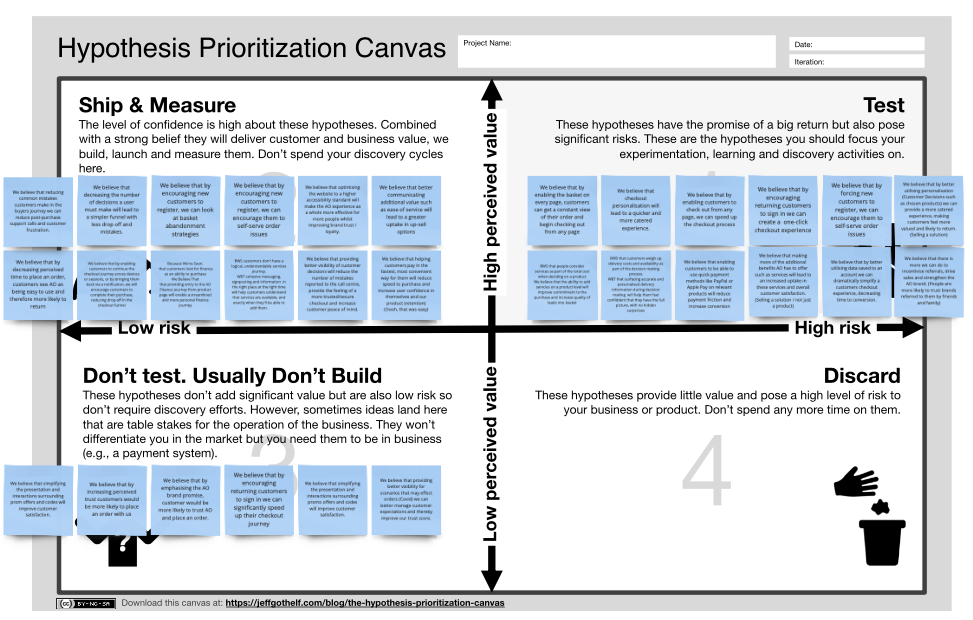 Hypothesis Prioritization Canvas
Project Name:
Date:
Iteration:
Ship & Measure
The level of confidence is high about these hypotheses. Combined
with a strong belief they will deliver customer and business value, we
build, launch and measure them. Don't spend your discovery cycles
here.
Test
These hypotheses have the promise of a big return but also pose
significant risks. These are the hypotheses you should focus your
experimentation, learning and discovery activities on.
We believe that reducing
common mistakes
customers make in the
buyers journey we can
reduce post-purchase
support calls and customer
frustration.
We believe that
decreasing the number
of decisions a user
must make will lead to
a simpler funnel with
less drop off and
mistakes.
We believe that by
encouraging new
customers to
register, we can look
at basket
abandonment
strategies
We believe that by
encouraging new
customers to
register, we can
encourage them to
self-serve order
issues
We believe that optimising
the website to a higher
accessibility standard will
make the AO experience as
a whole more effective for
more people whilst
improving brand trust /
loyalty.
We believe that better
communicating
additional value such
as ease of service will
lead to a greater
uptake in up-sell
options
We believe that by
enabling the basket on
every page, customers
can get a constant view
of their order and
begin checking out
from any page
We believe that
checkout
personalisation will
lead to a quicker and
more catered
experience.
We believe that by
enabling customers to
check out from any
page, we can speed up
the checkout process
We believe that by
encouraging
returning customers
to sign in we can
create a one-click
checkout experience
We believe that by
forcing new
customers to
register, we can
encourage them to
self-serve order
issues
We believe that by better
utilising personalisation
(Customer Decisions such
as chosen products) we can
provide a more catered
experience, making
customers feel more
valued and likely to return.
(Selling a solution)
We believe that by
decreasing perceived
time to place an order,
customers see AO as
being easy to use and
therefore more likely to
return.
We believe that by enabling
customers to continue the
checkout journey across devices
We believe that
providing better
visibility of customer
decisions will reduce the
number of mistakes
reported to the call centre,
provide the feeling of a
more trusted/secure
checkout and increase
customer peace of mind.
We believe that by helping
customers pay in the
fastest, most convenient
way for them will reduce
speed to purchase and
increase user confidence in
themselves and our
product (retention)
(1wsh, that was easy)
We believe that enabling
customers to be able to
use quick-payment
methods like PayPal or
Apple Pay on relevant
products will reduce
payment friction and
increase conversion
We believe that making
more of the additional
benefits AO has to offer
such as services will lead to
an increased uptake in
these services and overall
customer satisfaction.
(Selling a solution / not just
a product)
We believe that by better
utilising data saved to an
account we can
dramatically simplify a
customers checkout
experience, decreasing
time to conversion.
We believe that there is
more we can do to
incentivise referrals, drive
sales and strengthen the
AO brand. (People are
more likely to trust brands
referred to them by friends
and family)
High perceived value
Low risk
High risk
Low perceived value
Don't test. Usually Don't Build
These hypotheses don't add significant value but are also low risk so
don't require discovery efforts. However, sometimes ideas land here
that are table stakes for the operation of the business. They won't
differentiate you in the market but you need them to be in business
(e.g., a payment system).
Discard
These hypotheses provide little value and pose a high level of risk to
your business or product. Don't spend any more time on them.
3
4
We believe that simplifying
the presentation and
interactions surrounding
prom offers and codes will
improve customer
satisfaction.
We believe that by
increasing perceived
trust customers would
be more likely to place
an order with us
We believe that by
emphasising the AO
brand promise,
customer would be
more likely to trust AO
and place an order.
We believe that by
encouraging
returning customers
to sign in we can
significantly speed
up their checkout
journey
We believe that simplifying
the presentation and
interactions surrounding
prom offers and codes will
improve customer
satisfaction.
We believe that providing
better visibility for
scenarios that may effect
orders (Covid) we can
better manage customer
expectations and thereby
improve our trust score.
?
cc BY-NC-SA
Download this canvas at: https://jeffgothelf.com/blog/the-hypothesis-prioritization-canvas